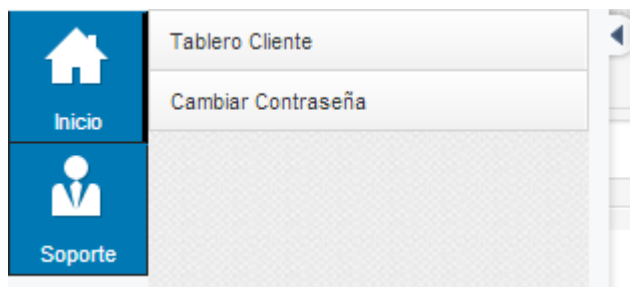 Tablero Cliente
Cambiar Contraseña
Inicio
Soporte